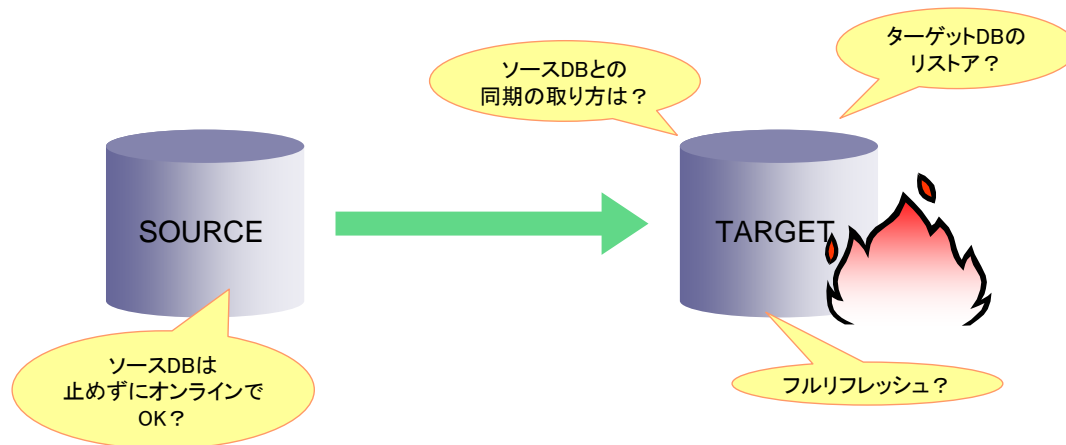 ターゲットDBの
リストア？
ソースDBとの
同期の取り方は？
SOURCE
TARGET
ソースDBは
止めずにオンラインで
OK？
フルリフレッシュ？